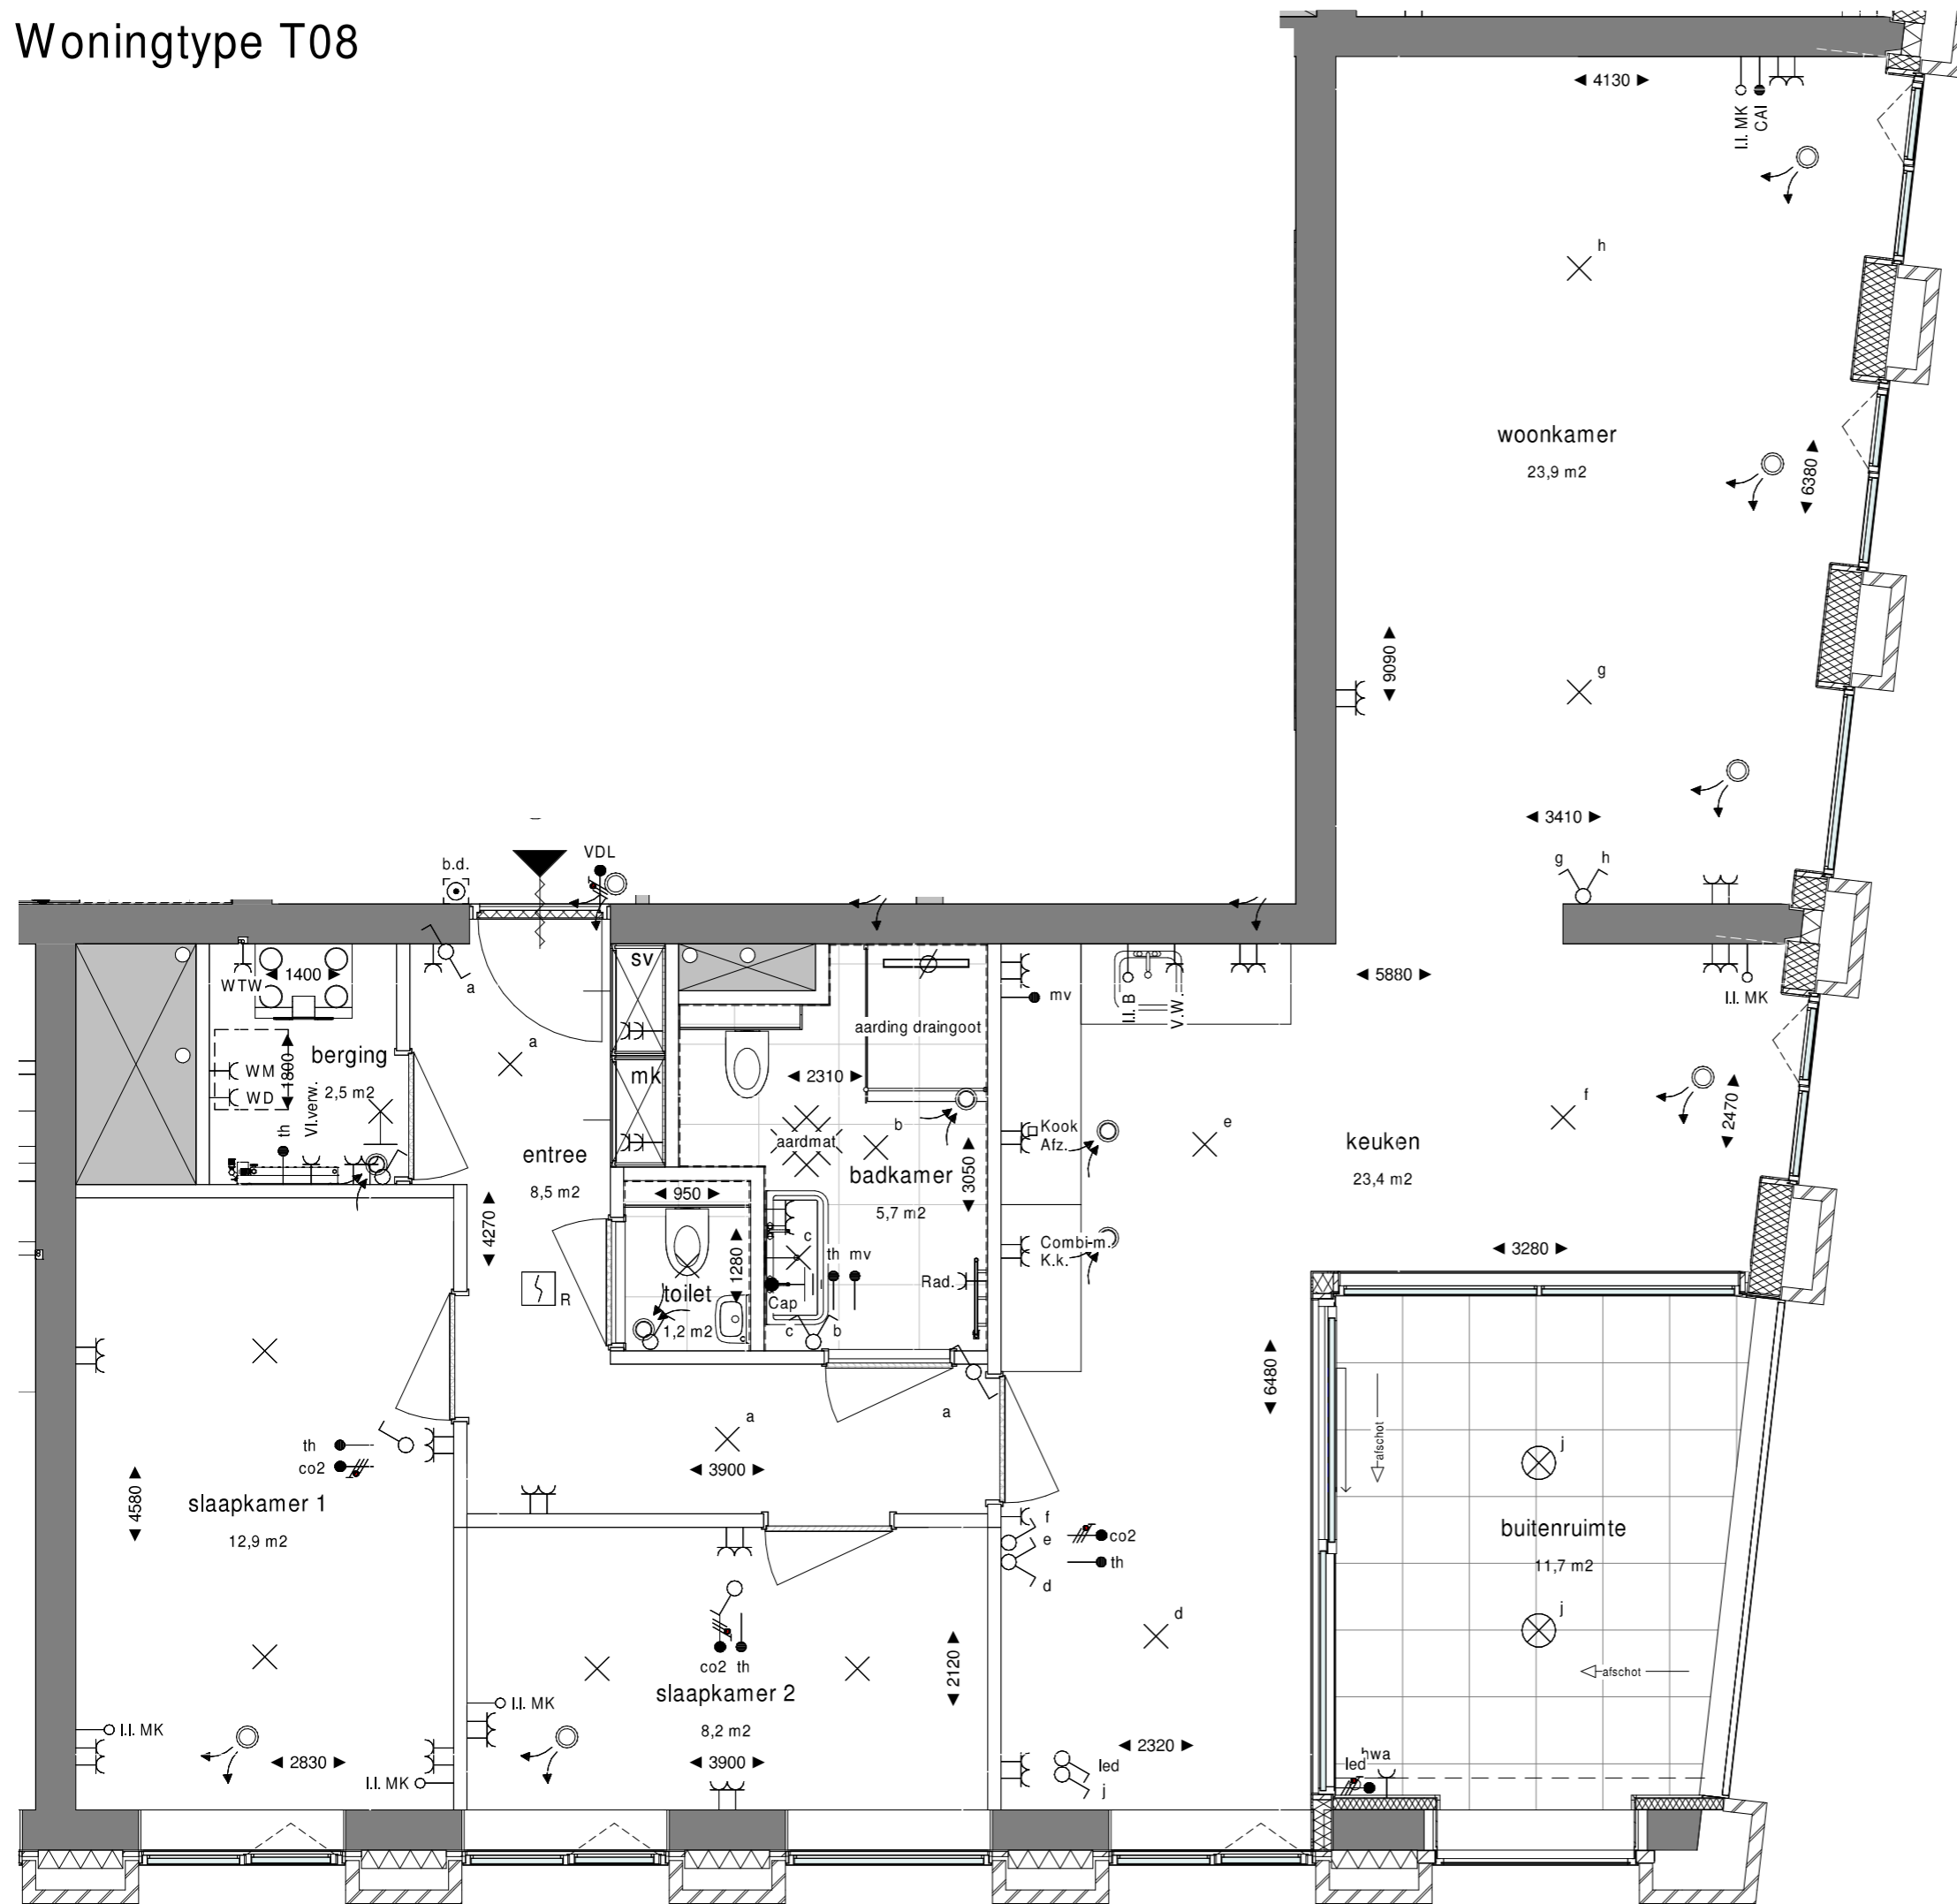 Woningtype T08
4130
I.I. MK
CAI
h
woonkamer
23,9 m2
6380
9090
g
3410
g
h
b.d.
VDL
WTW
1400
a
sv
mv
I.I. B
V.W.
5880
I.I. MK
aarding draingoot
a
berging
2,5 m2
WM
WD
1800
Vl.verw.
th
mk
2310
b
aardmat
badkamer
5,7 m2
3050
Kook
Afz.
e
keuken
23,4 m2
f
2470
entree
8,5 m2
950
4270
1280
c
th
mv
Combi-m.
K.k.
3280
R
toilet
1,2 m2
Cap
c
b
Rad.
6480
a
a
3900
th
co2
4580
slaapkamer 1
12,9 m2
afschot
j
buitenruimte
11,7 m2
f
e
d
co2
th
j
d
co2
th
2120
slaapkamer 2
8,2 m2
afschot
I.I. MK
I.I. MK
2830
I.I. MK
3900
2320
led
j
hwa
led